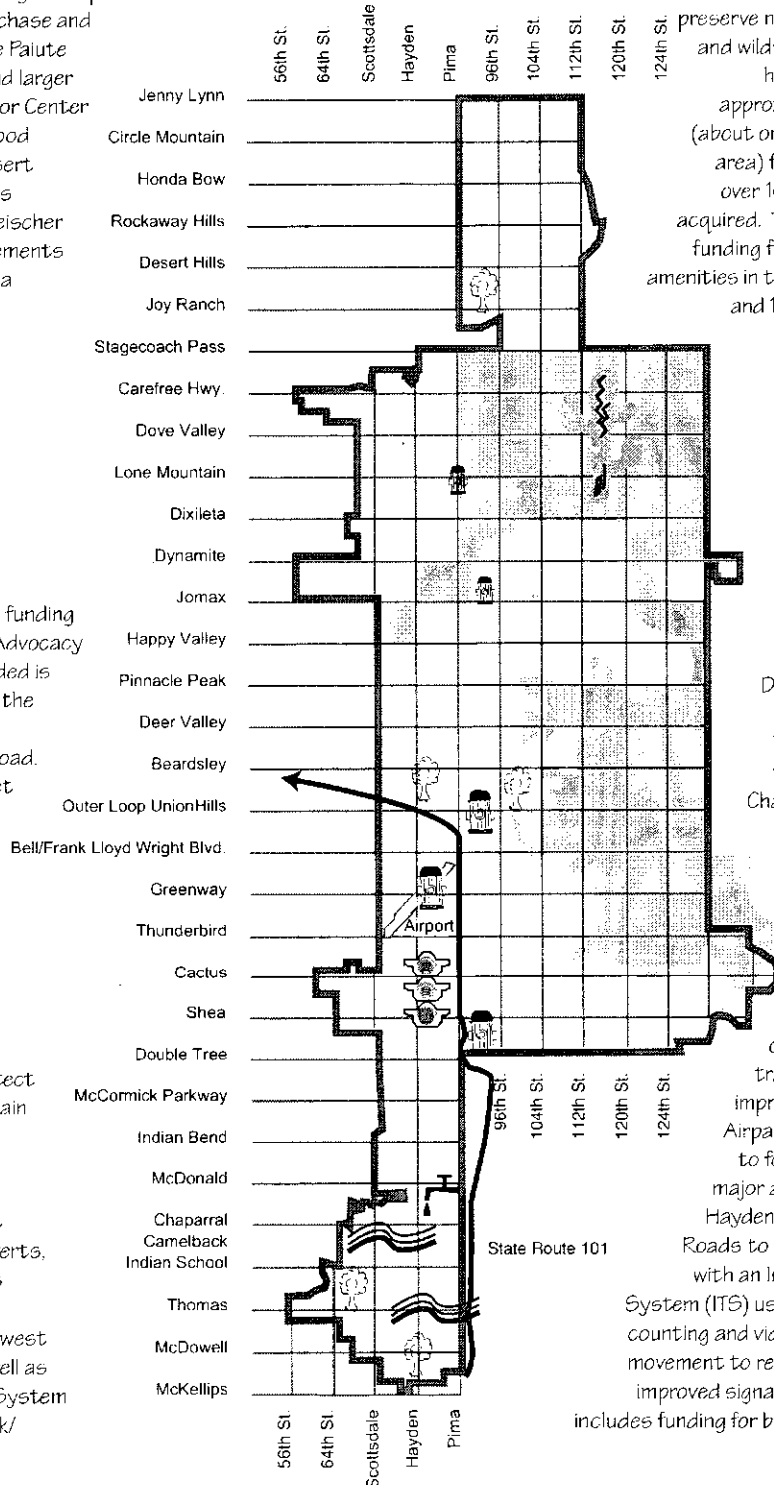 chase and
e Paiute
d larger
or Center
ood
sert
s
eischer
ements
a
funding
Advocacy
ded is
the
oad.
et
tect
ain
erts,
s
west
ell as
System
k/
56th St.
64th St.
Scottsdale
Hayden
Pima
96th St.
104th St.
112th St.
120th St.
124th St.
Jenny Lynn
Circle Mountain
Honda Bow
Rockaway Hills
Desert Hills
Joy Ranch
Stagecoach Pass
Carefree Hwy.
Dove Valley
Lone Mountain
Dixileta
Dynamite
Jomax
Happy Valley
Pinnacle Peak
Deer Valley
Beardsley
Outer Loop UnionHills
Bell/Frank Lloyd Wright Blvd.
Greenway
Thunderbird
Airport
Cactus
Shea
Double Tree
McCormick Parkway
Indian Bend
McDonald
Chaparral
Camelback
Indian School
Thomas
McDowell
McKellips
96th St.
104th St.
112th St.
120th St.
124th St.
State Route 101
56th St.
64th St.
Scottsdale
Hayden
Pima
preserve m
and wild
h
approx
(about or
area) f
over 1
acquired. T
funding f
amenities in t
and 1
D
Cha
c
tr
impr
Airpa
to f
major a
Hayden
Roads to
with an I
System (ITS) us
counting and vi
movement to re
improved signa
includes funding for b